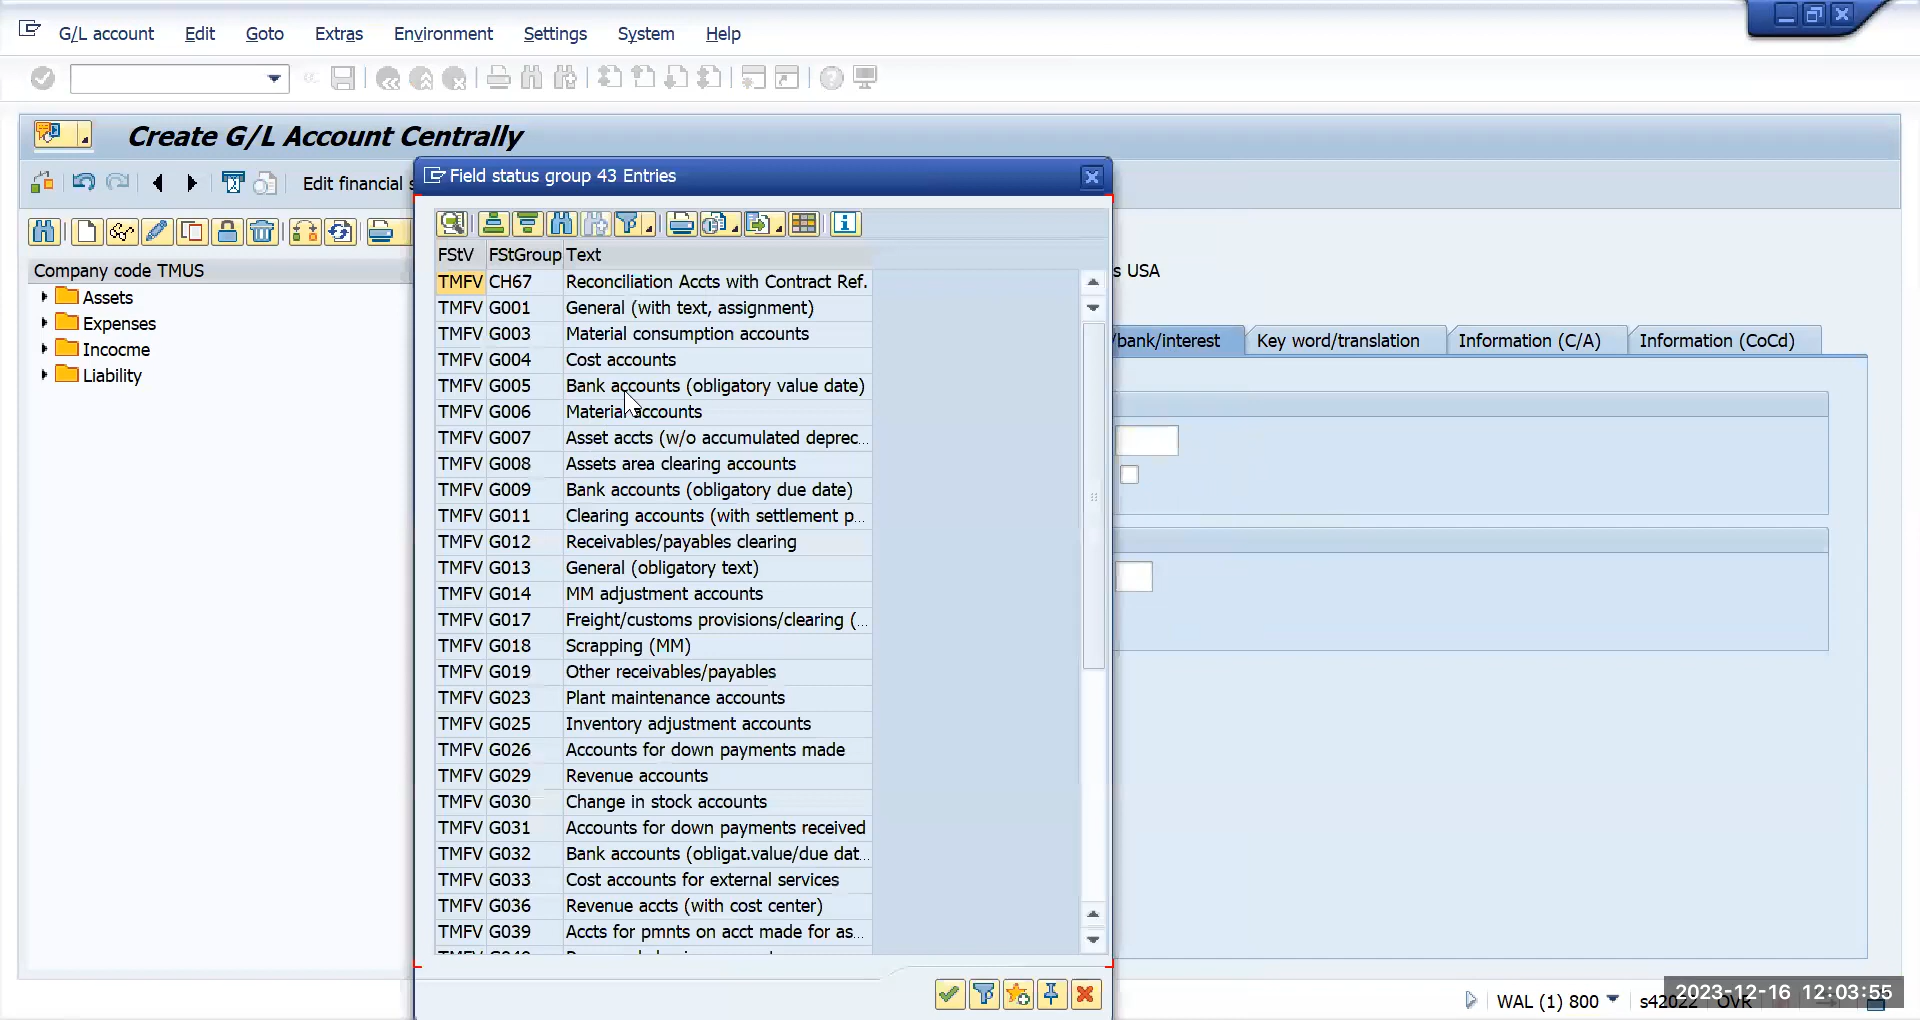 G/L account Edit Goto Extras Environment Settings System Help
Create G/L Account Centrally
Edit financial
Field status group 43 Entries
Company code TMUS
Assets
Expenses
Incocme
Liability
s USA
/bank/interest Key word/translation Information (C/A) Information (CoCd)
FStV FStGroup Text
TMFV CH67 Reconciliation Accts with Contract Ref.
TMFV G001 General (with text, assignment)
TMFV G003 Material consumption accounts
TMFV G004 Cost accounts
TMFV G005 Bank accounts (obligatory value date)
TMFV G006 Material accounts
TMFV G007 Asset accts (w/o accumulated deprec...
TMFV G008 Assets area clearing accounts
TMFV G009 Bank accounts (obligatory due date)
TMFV G011 Clearing accounts (with settlement p...
TMFV G012 Receivables/payables clearing
TMFV G013 General (obligatory text)
TMFV G014 MM adjustment accounts
TMFV G017 Freight/customs provisions/clearing (...
TMFV G018 Scrapping (MM)
TMFV G019 Other receivables/payables
TMFV G023 Plant maintenance accounts
TMFV G025 Inventory adjustment accounts
TMFV G026 Accounts for down payments made
TMFV G029 Revenue accounts
TMFV G030 Change in stock accounts
TMFV G031 Accounts for down payments received
TMFV G032 Bank accounts (obligat.value/due dat...
TMFV G033 Cost accounts for external services
TMFV G036 Revenue accts (with cost center)
TMFV G039 Accts for pmnts on acct made for as...
WAL (1) 800 s42022 OVR
2023-12-16 12:03:55